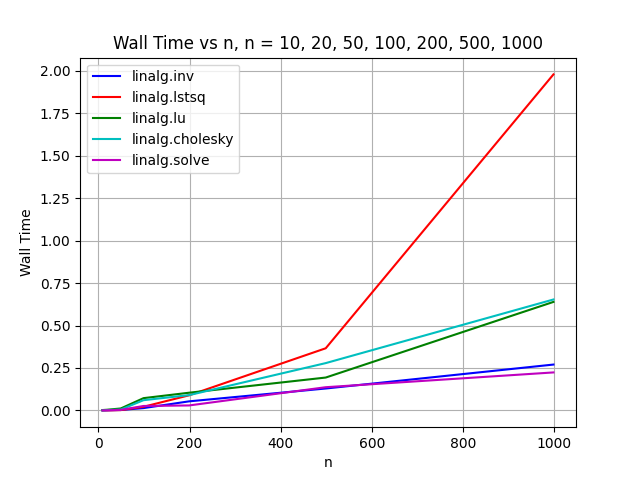 Wall Time vs n, n = 10, 20, 50, 100, 200, 500, 1000
linalg.inv
linalg.lstsq
linalg.lu
linalg.cholesky
linalg.solve
2.00
1.75
1.50
1.25
1.00
0.75
0.50
0.25
0.00
Wall Time
0 200 400 600 800 1000
n